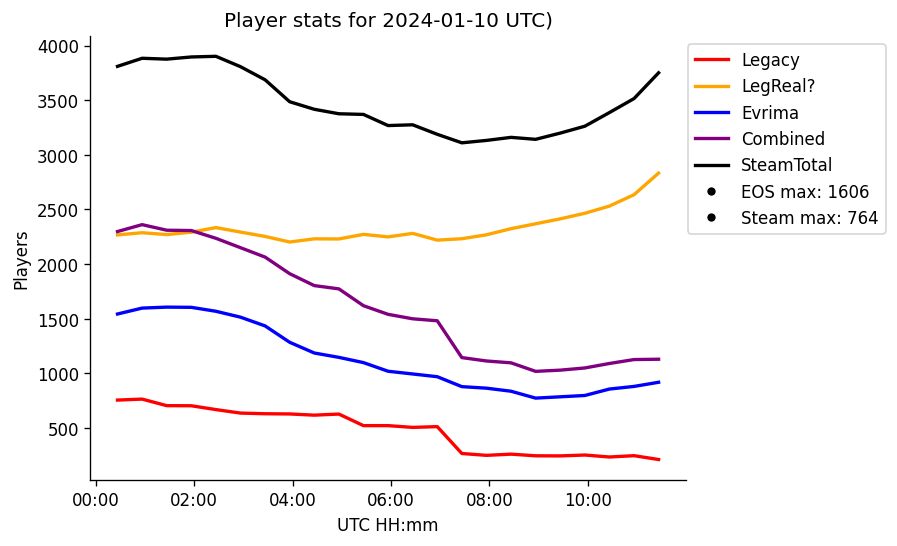 Player stats for 2024-01-10 UTC)
Players
4000
3500
3000
2500
2000
1500
1000
500
00:00 02:00 04:00 06:00 08:00 10:00
UTC HH:mm
Legacy
LegReal?
Evrima
Combined
SteamTotal
EOS max: 1606
Steam max: 764